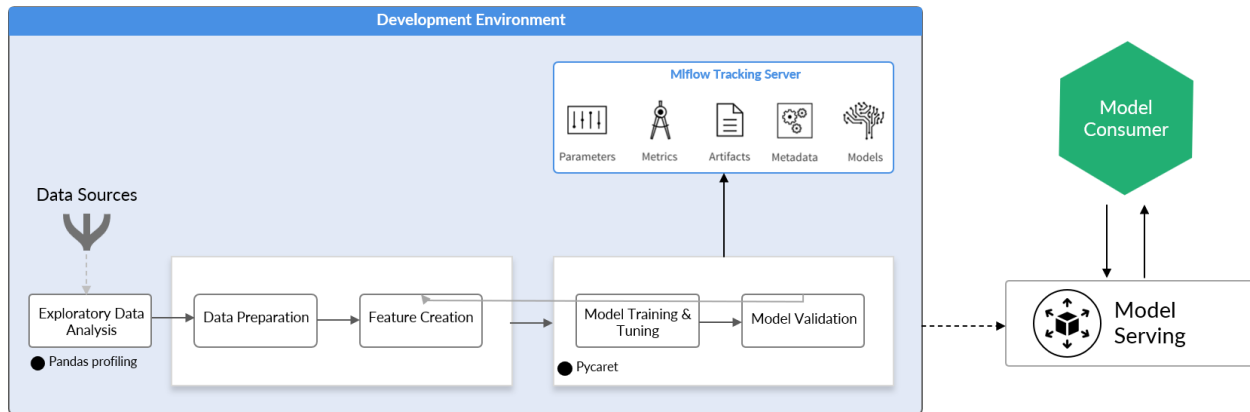 Development Environment
Mlflow Tracking Server
Parameters
Metrics
Artifacts
Metadata
Models
Model
Consumer
Data Sources
Exploratory Data
Analysis
Data Preparation
Feature Creation
Model Training &
Tuning
Model Validation
Pandas profiling
Pycaret
Model
Serving